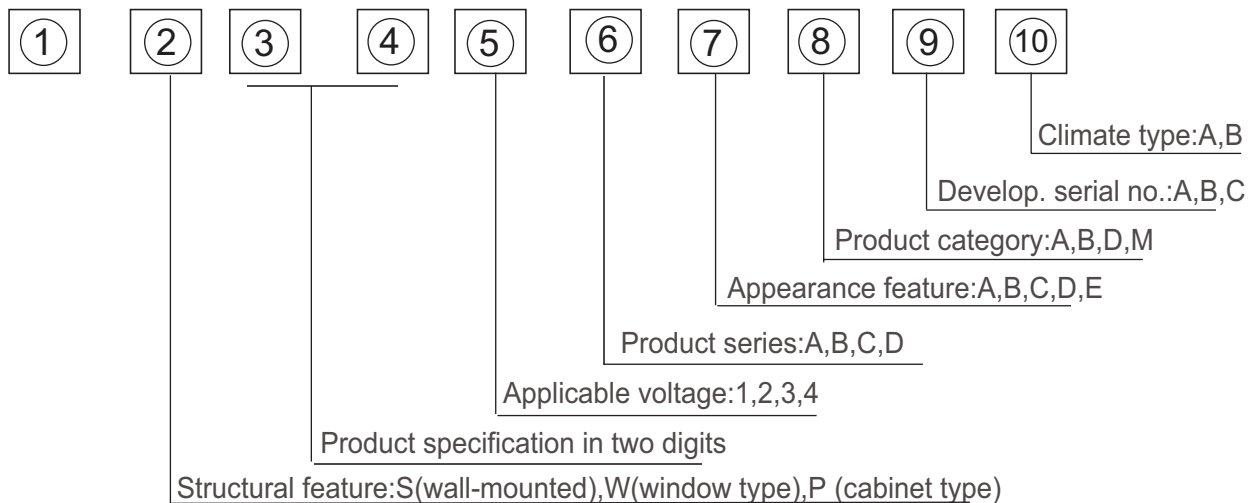 ① ② ③ ④ ⑤ ⑥ ⑦ ⑧ ⑨ ⑩
Climate type:A,B
Develop. serial no.:A,B,C
Product category:A,B,D,M
Appearance feature:A,B,C,D,E
Product series:A,B,C,D
Applicable voltage:1,2,3,4
Product specification in two digits
Structural feature:S(wall-mounted),W(window type),P (cabinet type)